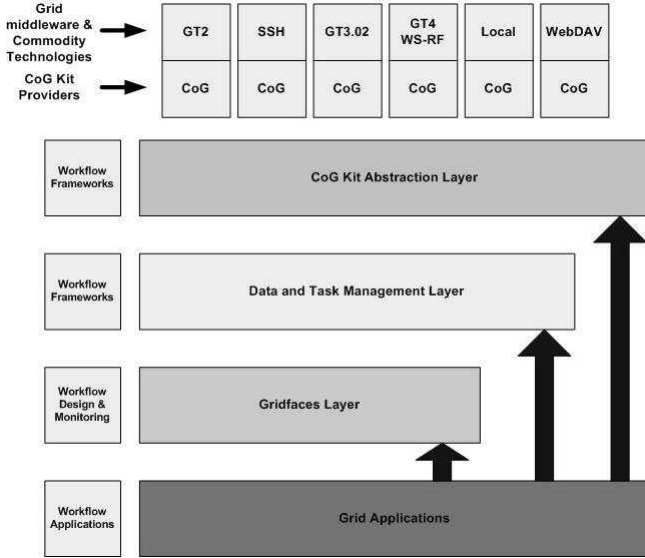 Grid
middleware &
Commodity
Technologies
GT2
SSH
GT3.02
GT4
WS-RF
Local
WebDAV
CoG Kit
Providers
CoG
CoG
CoG
CoG
CoG
CoG
Workflow
Frameworks
CoG Kit Abstraction Layer
Workflow
Frameworks
Data and Task Management Layer
Workflow
Design &
Monitoring
Gridfaces Layer
Workflow
Applications
Grid Applications